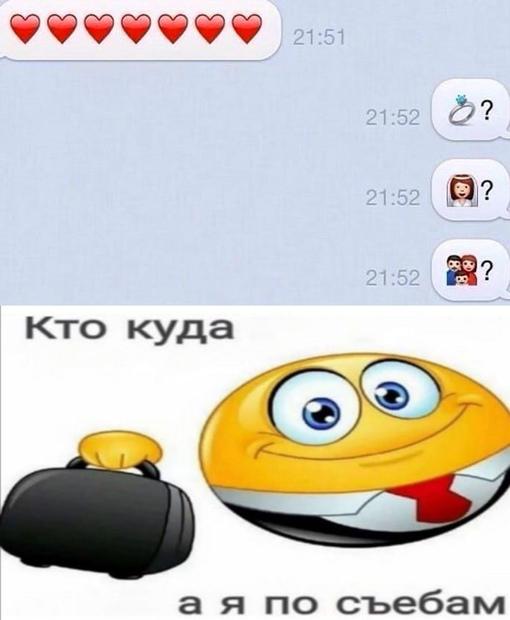 ❤❤❤❤❤❤❤ 21:51
21:52 💍?
21:52 👰?
21:52 👪?
Кто куда
а я по съебам